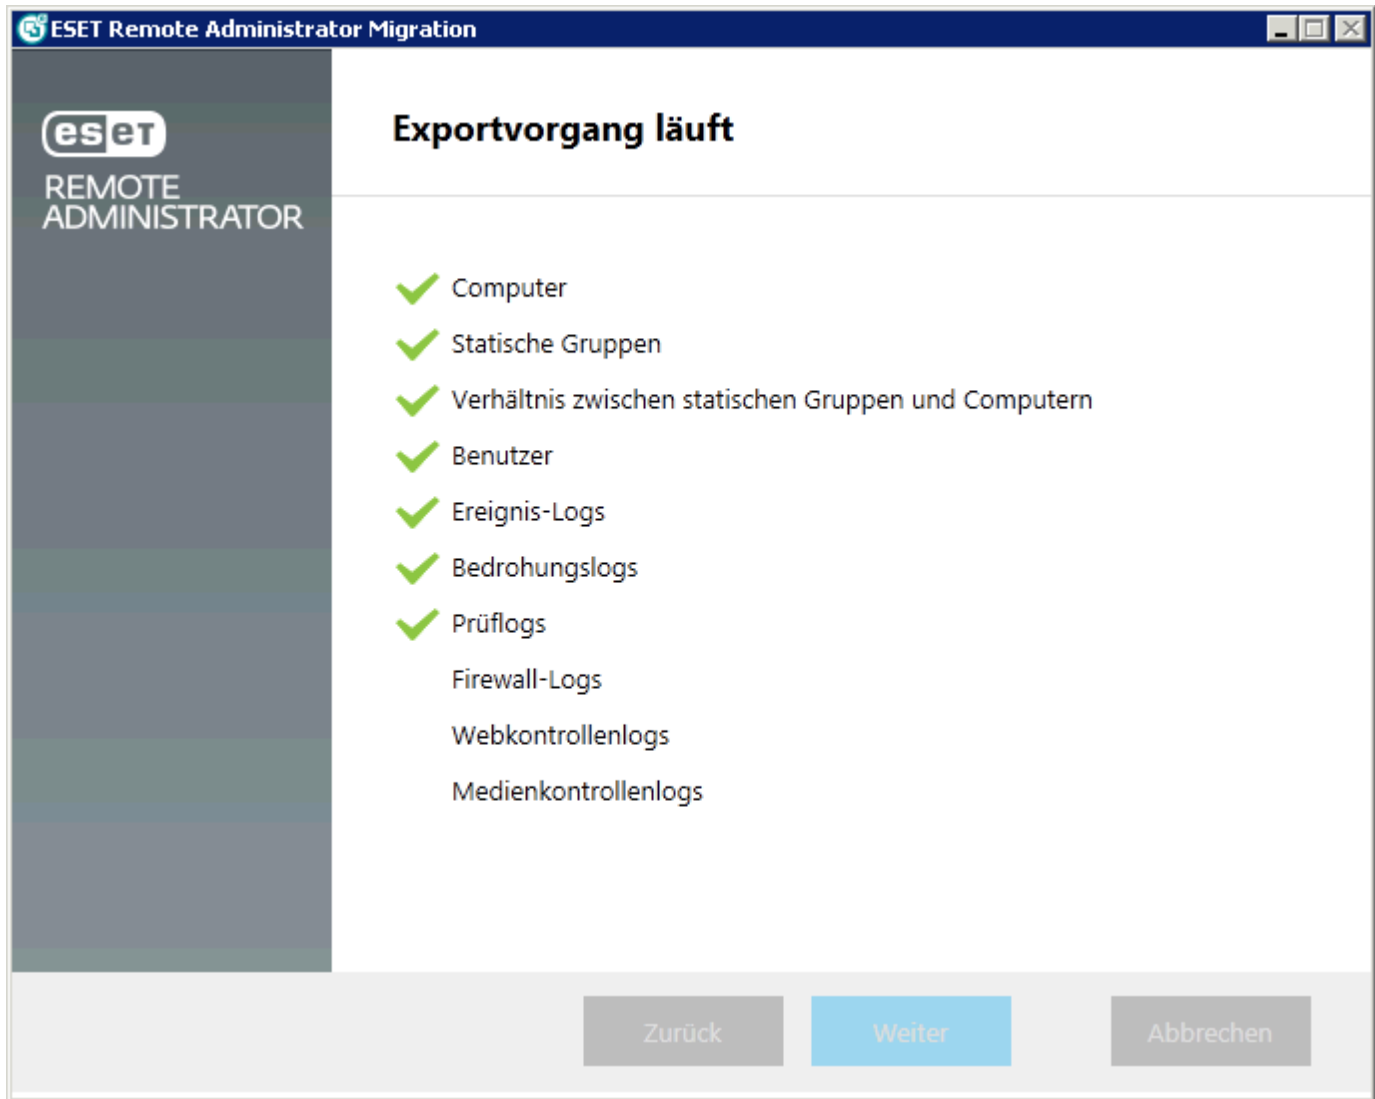 ESET Remote Administrator Migration
eseT
REMOTE
ADMINISTRATOR
Exportvorgang läuft
Computer
Statische Gruppen
Verhältnis zwischen statischen Gruppen und Computern
Benutzer
Ereignis-Logs
Bedrohungslogs
Prüflogs
Firewall-Logs
Webkontrollenlogs
Medienkontrollenlogs
Zurück
Weiter
Abbrechen